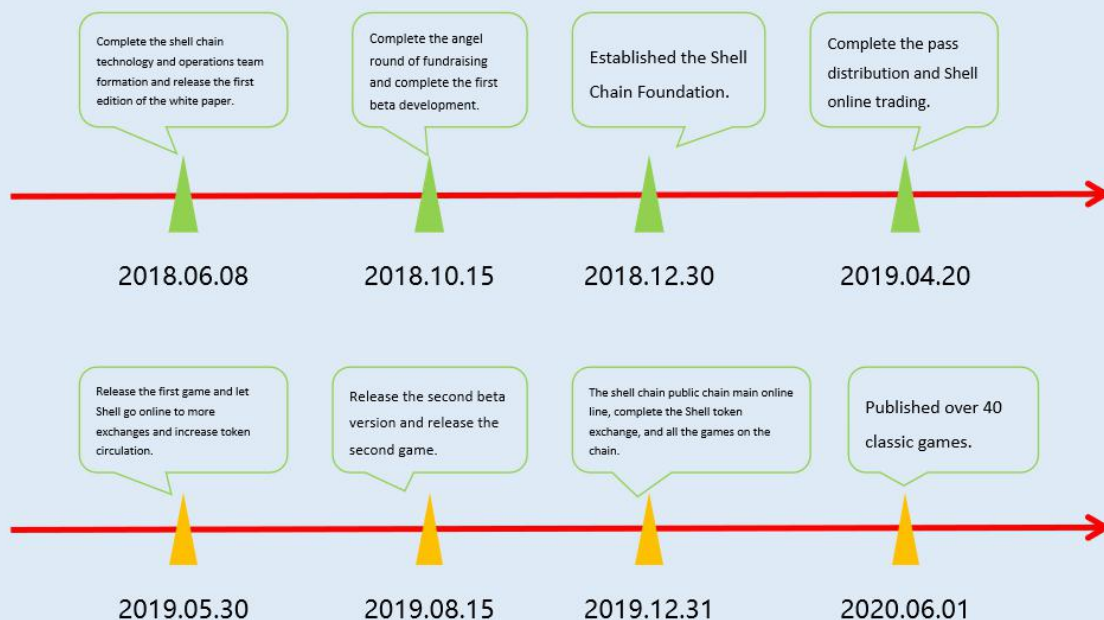 Complete the shell chain
technology and operations team
formation and release the first
edition of the white paper.
Complete the angel
round of fundraising
and complete the first
beta development.
Established the Shell
Chain Foundation.
Complete the pass
distribution and Shell
online trading.
2018.06.08
2018.10.15
2018.12.30
2019.04.20
Release the first game and let
Shell go online to more
exchanges and increase token
circulation.
Release the second beta
version and release the
second game.
The shell chain public chain main online
line, complete the Shell token
exchange, and all the games on the
chain.
Published over 40
classic games.
2019.05.30
2019.08.15
2019.12.31
2020.06.01